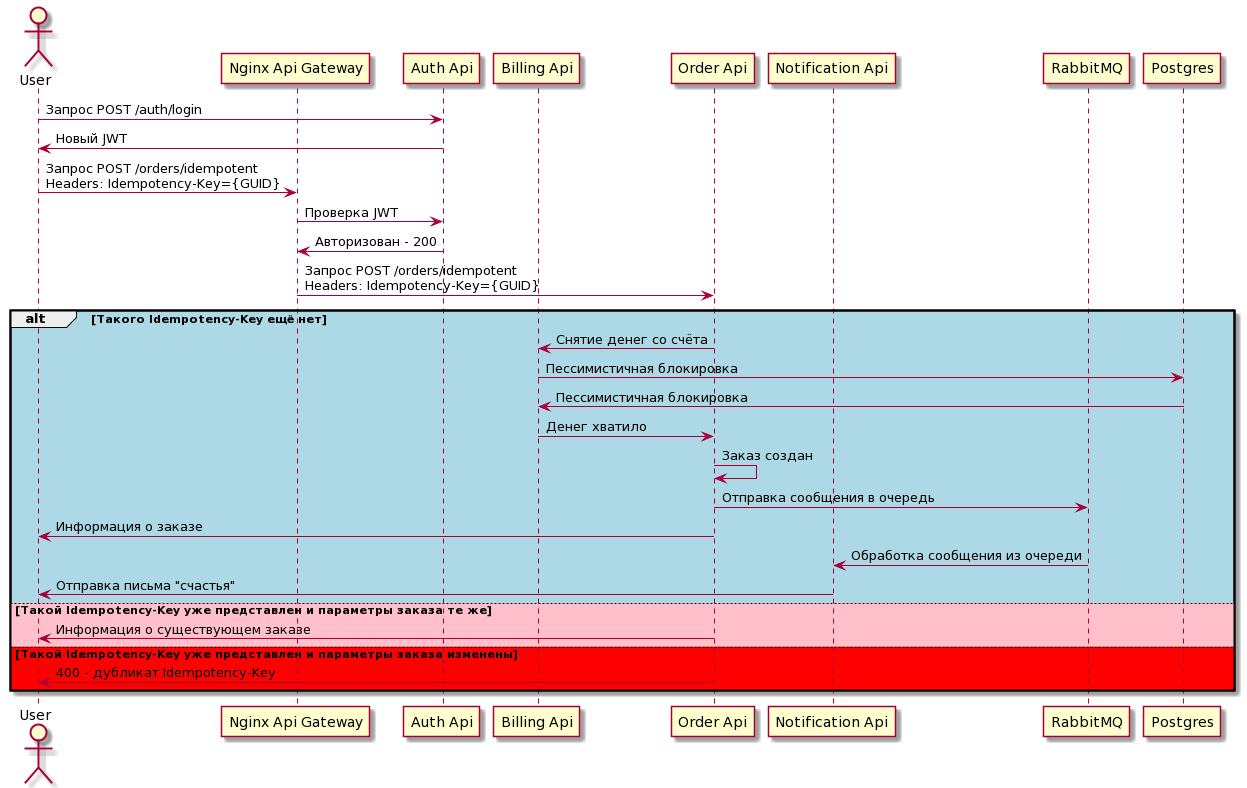 User
Nginx Api Gateway
Auth Api
Billing Api
Order Api
Notification Api
RabbitMQ
Postgres
Запрос POST /auth/login
Новый JWT
Запрос POST /orders/idempotent
Headers: Idempotency-Key={GUID}
Проверка JWT
Авторизован - 200
Запрос POST /orders/idempotent
Headers: Idempotency-Key={GUID}
alt [Такого Idempotency-Key ещё нет]
Снятие денег со счёта
Пессимистичная блокировка
Пессимистичная блокировка
Денег хватило
Заказ создан
Отправка сообщения в очередь
Информация о заказе
Обработка сообщения из очереди
Отправка письма "счастья"
[Такой Idempotency-Key уже представлен и параметры заказа те же]
Информация о существующем заказе
[Такой Idempotency-Key уже представлен и параметры заказа изменены]
400 - дубликат Idempotency-Key
User
Nginx Api Gateway
Auth Api
Billing Api
Order Api
Notification Api
RabbitMQ
Postgres